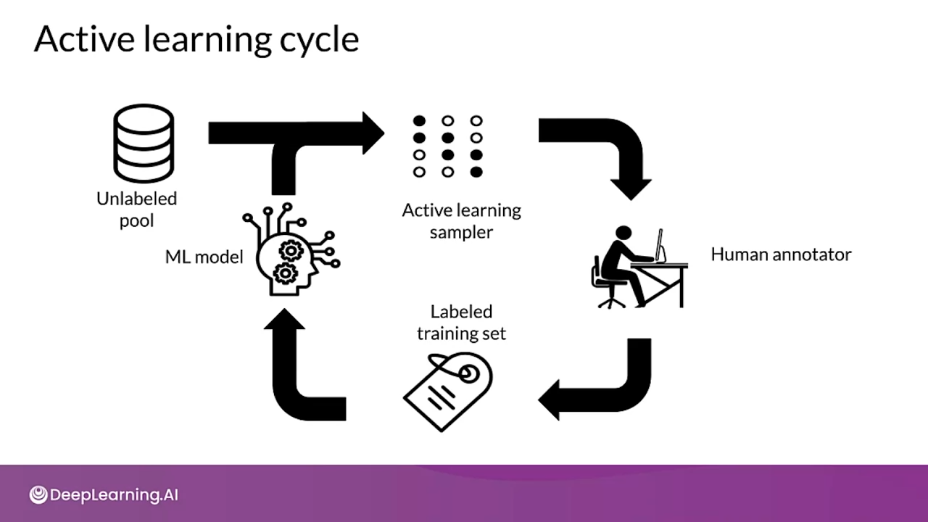 Active learning cycle
Unlabeled
pool
Active learning
sampler
ML model
Human annotator
Labeled
training set
DeepLearning.AI